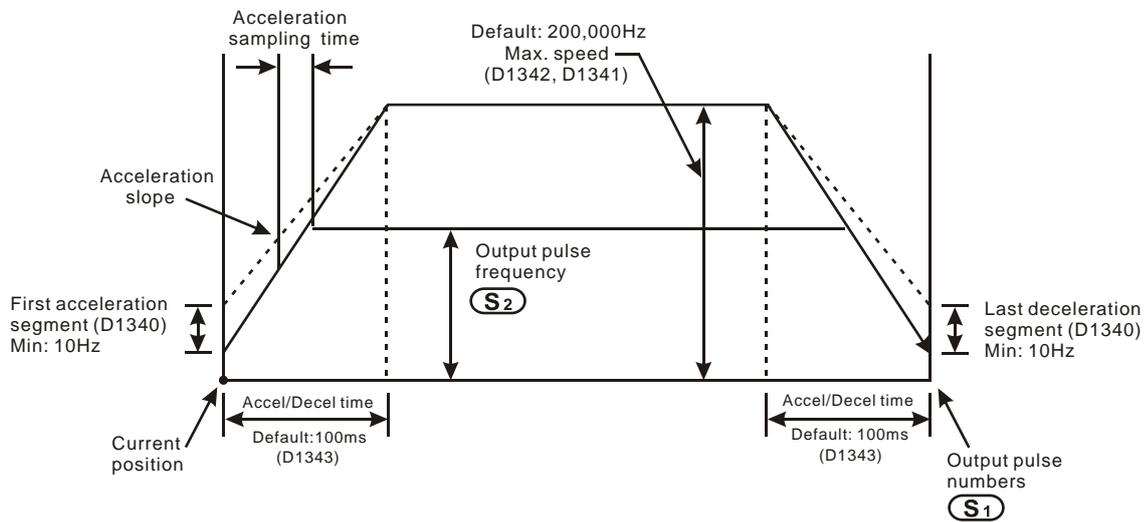 Acceleration
sampling time
Default: 200,000Hz
Max. speed
(D1342, D1341)
Acceleration
slope
Output pulse
frequency
S2
First acceleration
segment (D1340)
Min: 10Hz
Last deceleration
segment (D1340)
Min: 10Hz
Accel/Decel time
Default:100ms
(D1343)
Accel/Decel time
Default: 100ms
(D1343)
Current
position
Output pulse
numbers
S1